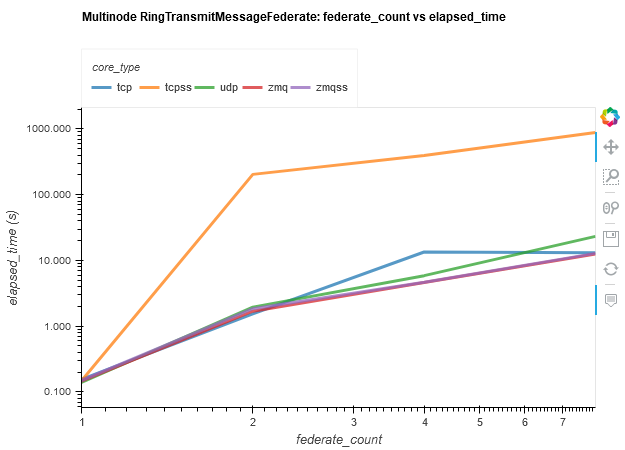 Multinode RingTransmitMessageFederate: federate_count vs elapsed_time
core_type
tcp tcpss udp zmq zmqss
1000.000
100.000
10.000
1.000
0.100
elapsed_time (s)
1 2 3 4 5 6 7
federate_count